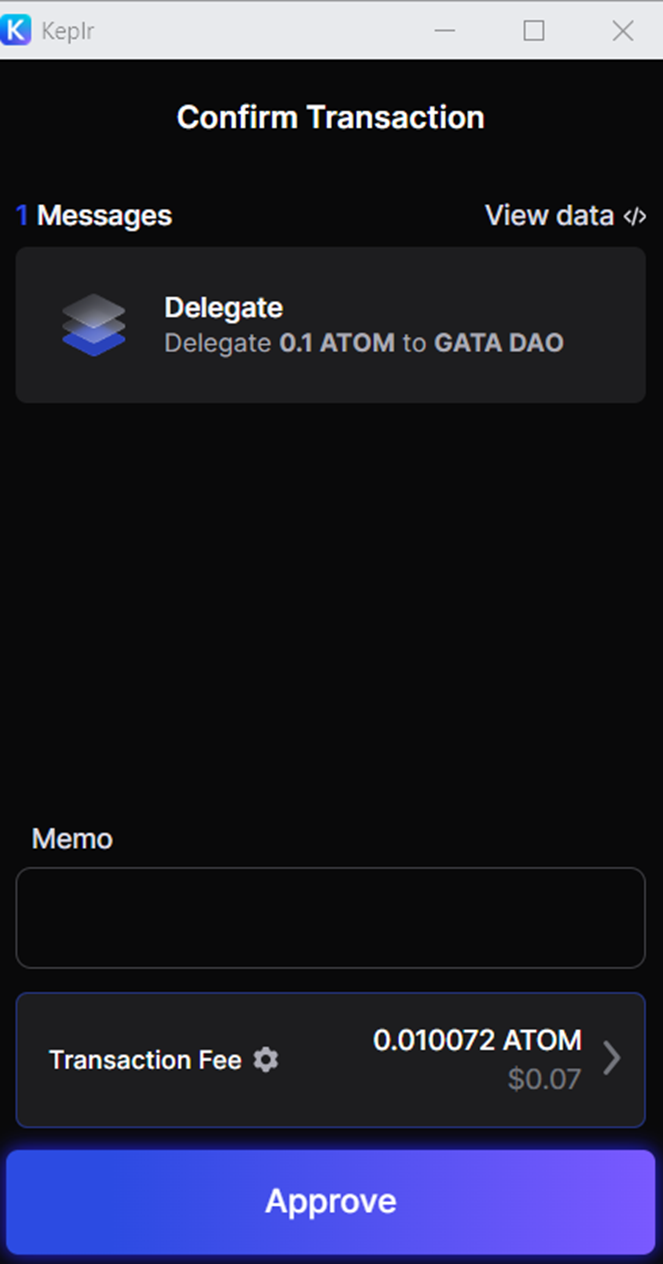 Keplr
Confirm Transaction
1 Messages
View data </>
Delegate
Delegate 0.1 ATOM to GATA DAO
Memo
Transaction Fee
0.010072 ATOM
$0.07
Approve